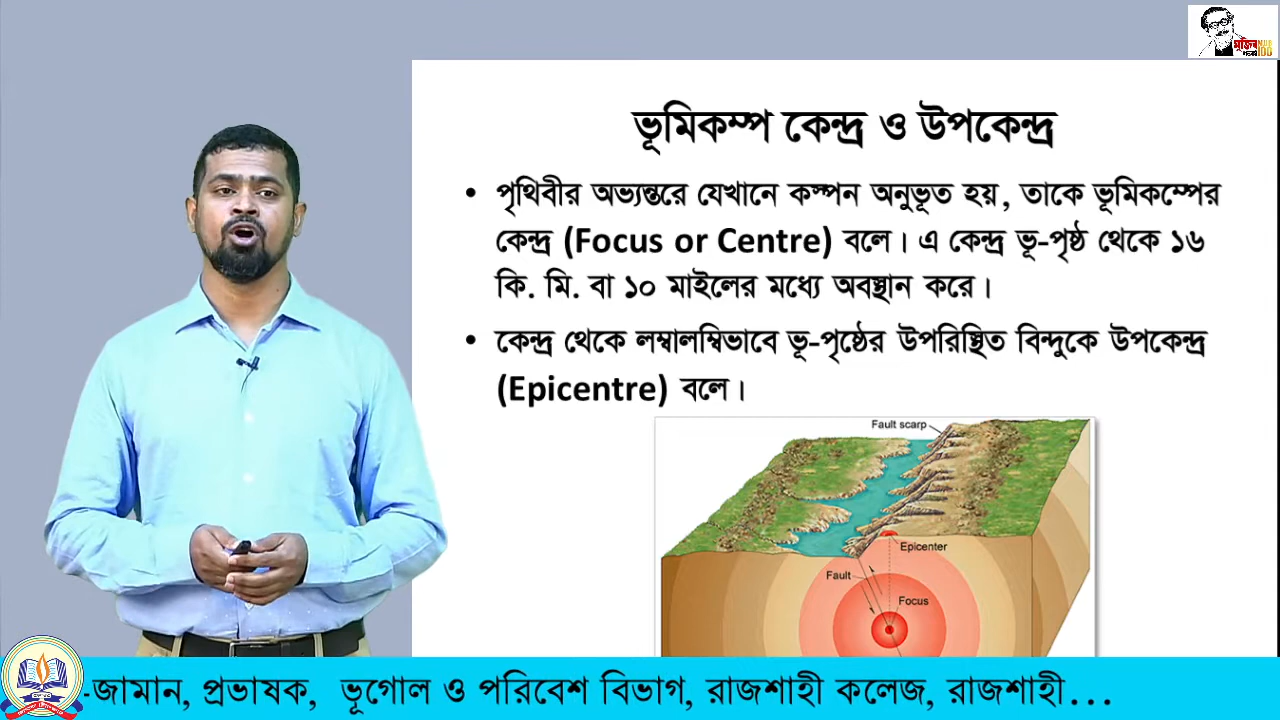 ভূমিকম্প কেন্দ্র ও উপকেন্দ্র
• পৃথিবীর অভ্যন্তরে যেখানে কম্পন অনুভূত হয়, তাকে ভূমিকম্পের
কেন্দ্র (Focus or Centre) বলে। এ কেন্দ্র ভূ-পৃষ্ঠ থেকে ১৬
কি. মি. বা ১০ মাইলের মধ্যে অবস্থান করে।
• কেন্দ্র থেকে লম্বালম্বিভাবে ভূ-পৃষ্ঠের উপরিস্থিত বিন্দুকে উপকেন্দ্র
(Epicentre) বলে।
Fault scarp
Epicenter
Fault
Focus
-জামান, প্রভাষক, ভূগোল ও পরিবেশ বিভাগ, রাজশাহী কলেজ, রাজশাহী...